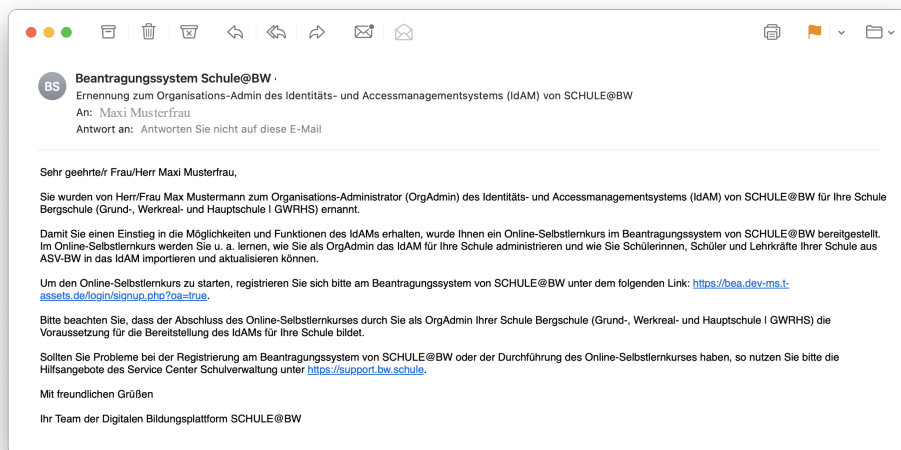 BS
Beantragungssystem Schule@BW ·
Ernennung zum Organisations-Admin des Identitäts- und Accessmanagementsystems (IdAM) von SCHULE@BW
An: Maxi Musterfrau
Antwort an: Antworten Sie nicht auf diese E-Mail
Sehr geehrte/r Frau/Herr Maxi Musterfrau,
Sie wurden von Herr/Frau Max Mustermann zum Organisations-Administrator (OrgAdmin) des Identitäts- und Accessmanagementsystems (IdAM) von SCHULE@BW für Ihre Schule
Bergschule (Grund-, Werkreal- und Hauptschule | GWRHS) ernannt.
Damit Sie einen Einstieg in die Möglichkeiten und Funktionen des IdAMs erhalten, wurde Ihnen ein Online-Selbstlernkurs im Beantragungssystem von SCHULE@BW bereitgestellt.
Im Online-Selbstlernkurs werden Sie u. a. lernen, wie Sie als OrgAdmin das IdAM für Ihre Schule administrieren und wie Sie Schülerinnen, Schüler und Lehrkräfte Ihrer Schule aus
ASV-BW in das IdAM importieren und aktualisieren können.
Um den Online-Selbstlernkurs zu starten, registrieren Sie sich bitte am Beantragungssystem von SCHULE@BW unter dem folgenden Link: https://bea.dev-ms.t-
assets.de/login/signup.php?oa=true.
Bitte beachten Sie, dass der Abschluss des Online-Selbstlernkurses durch Sie als OrgAdmin Ihrer Schule Bergschule (Grund-, Werkreal- und Hauptschule | GWRHS) die
Voraussetzung für die Bereitstellung des IdAMs für Ihre Schule bildet.
Sollten Sie Probleme bei der Registrierung am Beantragungssystem von SCHULE@BW oder der Durchführung des Online-Selbstlernkurses haben, so nutzen Sie bitte die
Hilfsangebote des Service Center Schulverwaltung unter https://support.bw.schule.
Mit freundlichen Grüßen
Ihr Team der Digitalen Bildungsplattform SCHULE@BW